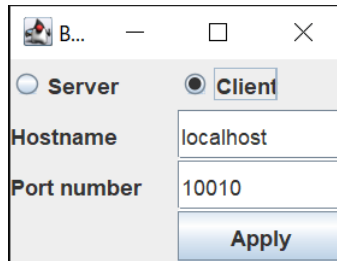 B...
Server Client
Hostname localhost
Port number 10010
Apply